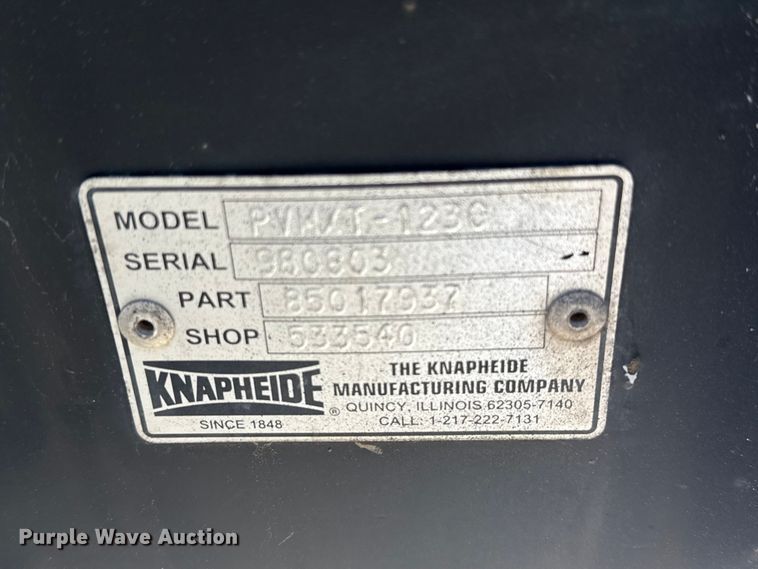 MODEL PVMXT-123C
SERIAL 980803
PART 85017937
SHOP 533540
KNAPHEIDE ®
SINCE 1848
THE KNAPHEIDE
MANUFACTURING COMPANY
QUINCY, ILLINOIS 62305-7140
CALL: 1-217-222-7131
Purple Wave Auction